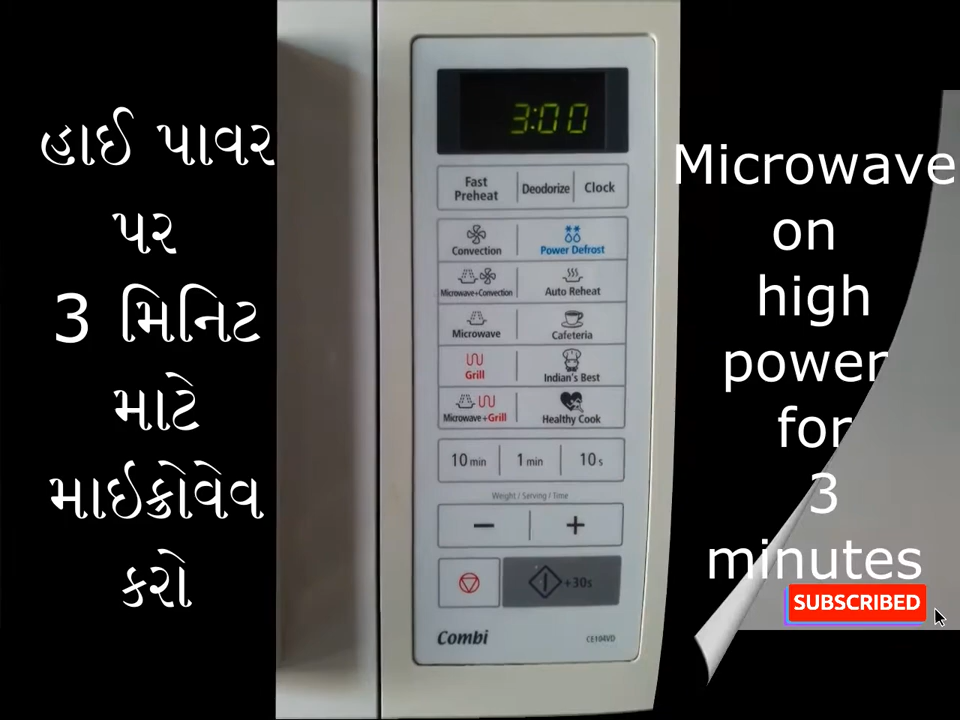 હાઈ પાવર
પર
3 મિનિટ
માટે
માઇક્રોવેવ
કરો
3:00
Fast Preheat
Deodorize
Clock
Convection
Power Defrost
Microwave+Convection
Auto Reheat
Microwave
Cafeteria
Grill
Indian's Best
Microwave+Grill
Healthy Cook
10 min
1 min
10 s
Weight / Serving / Time
− +
+30s
Combi
CE104VD
Microwave
on
high
power
for
3
minutes
SUBSCRIBED